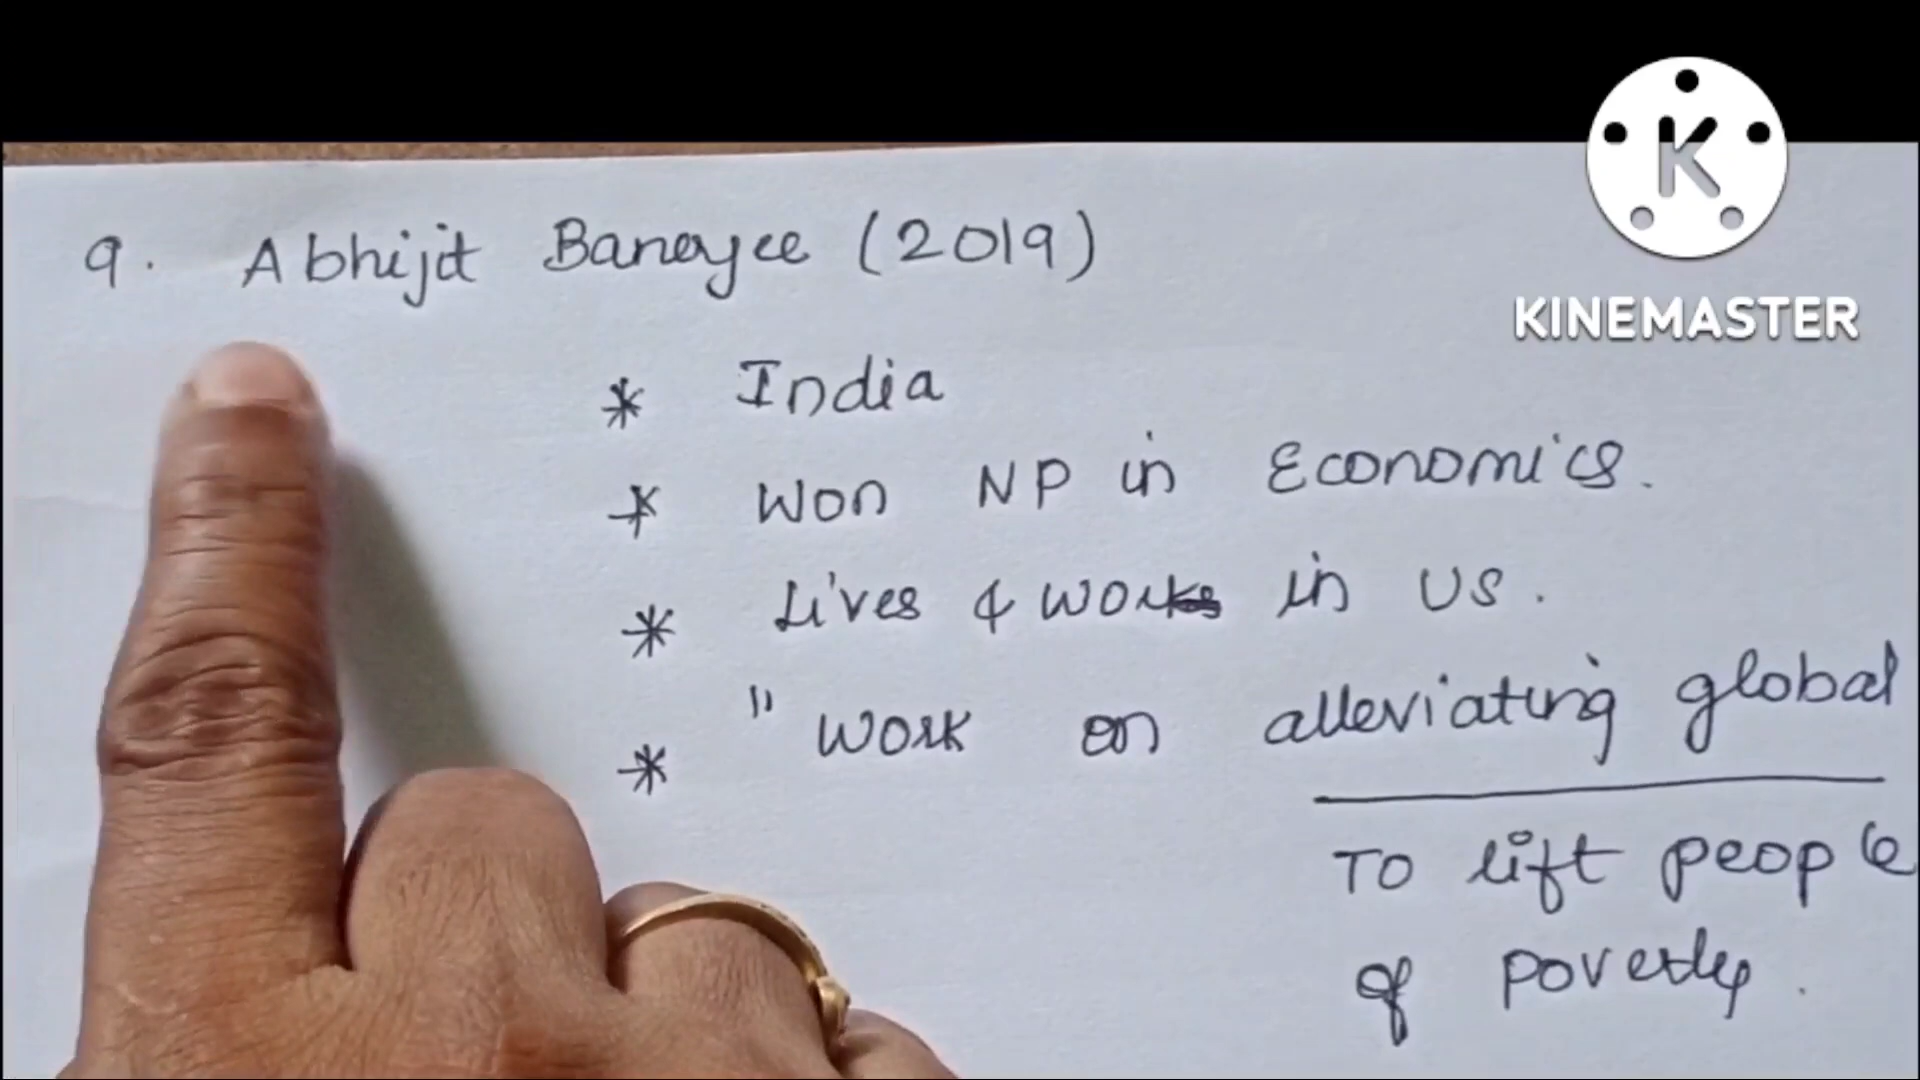 9. Abhijit Banerjee (2019)
* India
* Won NP in Economics.
* Lives & works in US.
* " Work on alleviating global
To lift people
of poverty.
K
KINEMASTER